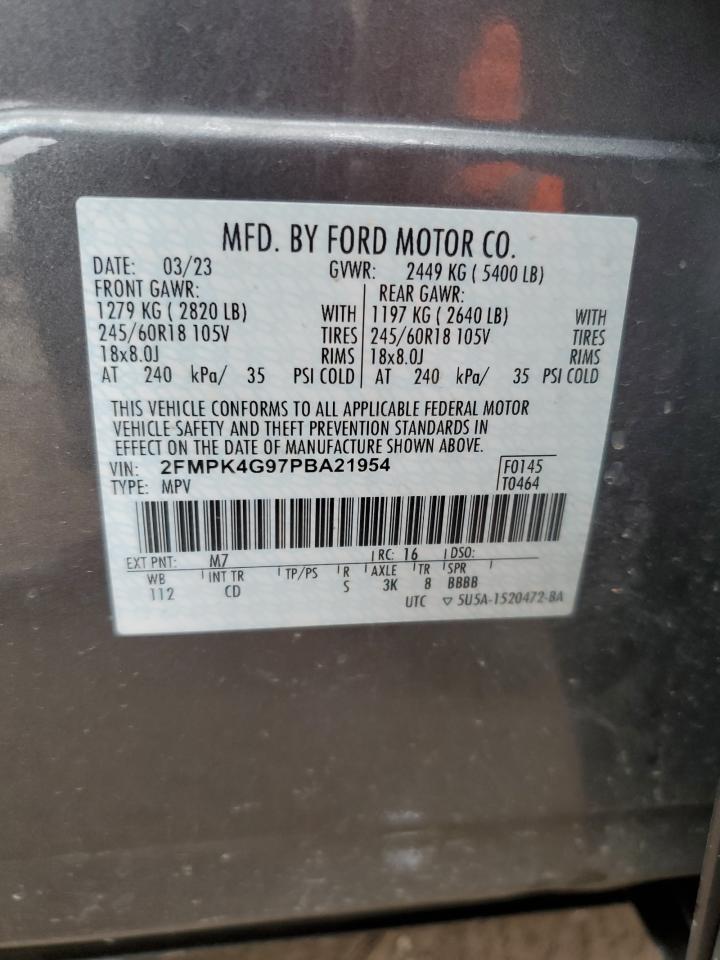 MFD. BY FORD MOTOR CO.
DATE: 03/23 GVWR: 2449 KG ( 5400 LB)
FRONT GAWR: REAR GAWR:
1279 KG ( 2820 LB) WITH 1197 KG ( 2640 LB) WITH
245/60R18 105V TIRES 245/60R18 105V TIRES
18x8.0J RIMS 18x8.0J RIMS
AT 240 kPa/ 35 PSI COLD AT 240 kPa/ 35 PSI COLD
THIS VEHICLE CONFORMS TO ALL APPLICABLE FEDERAL MOTOR
VEHICLE SAFETY AND THEFT PREVENTION STANDARDS IN
EFFECT ON THE DATE OF MANUFACTURE SHOWN ABOVE.
VIN: 2FMPK4G97PBA21954 F0145
TYPE: MPV T0464
EXT PNT: M7 RC: 16 DSO:
WB INT TR TP/PS R AXLE TR SPR
112 CD S 3K 8 BBBB
UTC ▽ 5U5A-1520472-BA